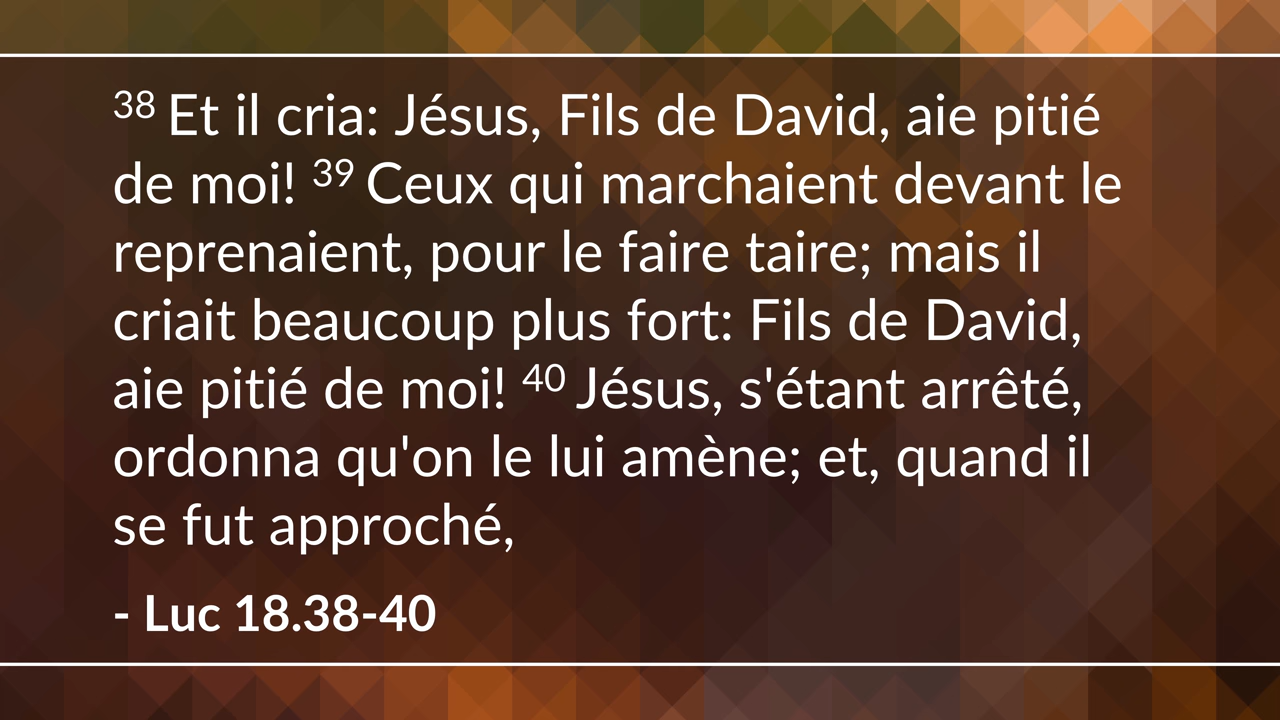 38 Et il cria: Jésus, Fils de David, aie pitié
de moi! 39 Ceux qui marchaient devant le
reprenaient, pour le faire taire; mais il
criait beaucoup plus fort: Fils de David,
aie pitié de moi! 40 Jésus, s'étant arrêté,
ordonna qu'on le lui amène; et, quand il
se fut approché,
- Luc 18.38-40